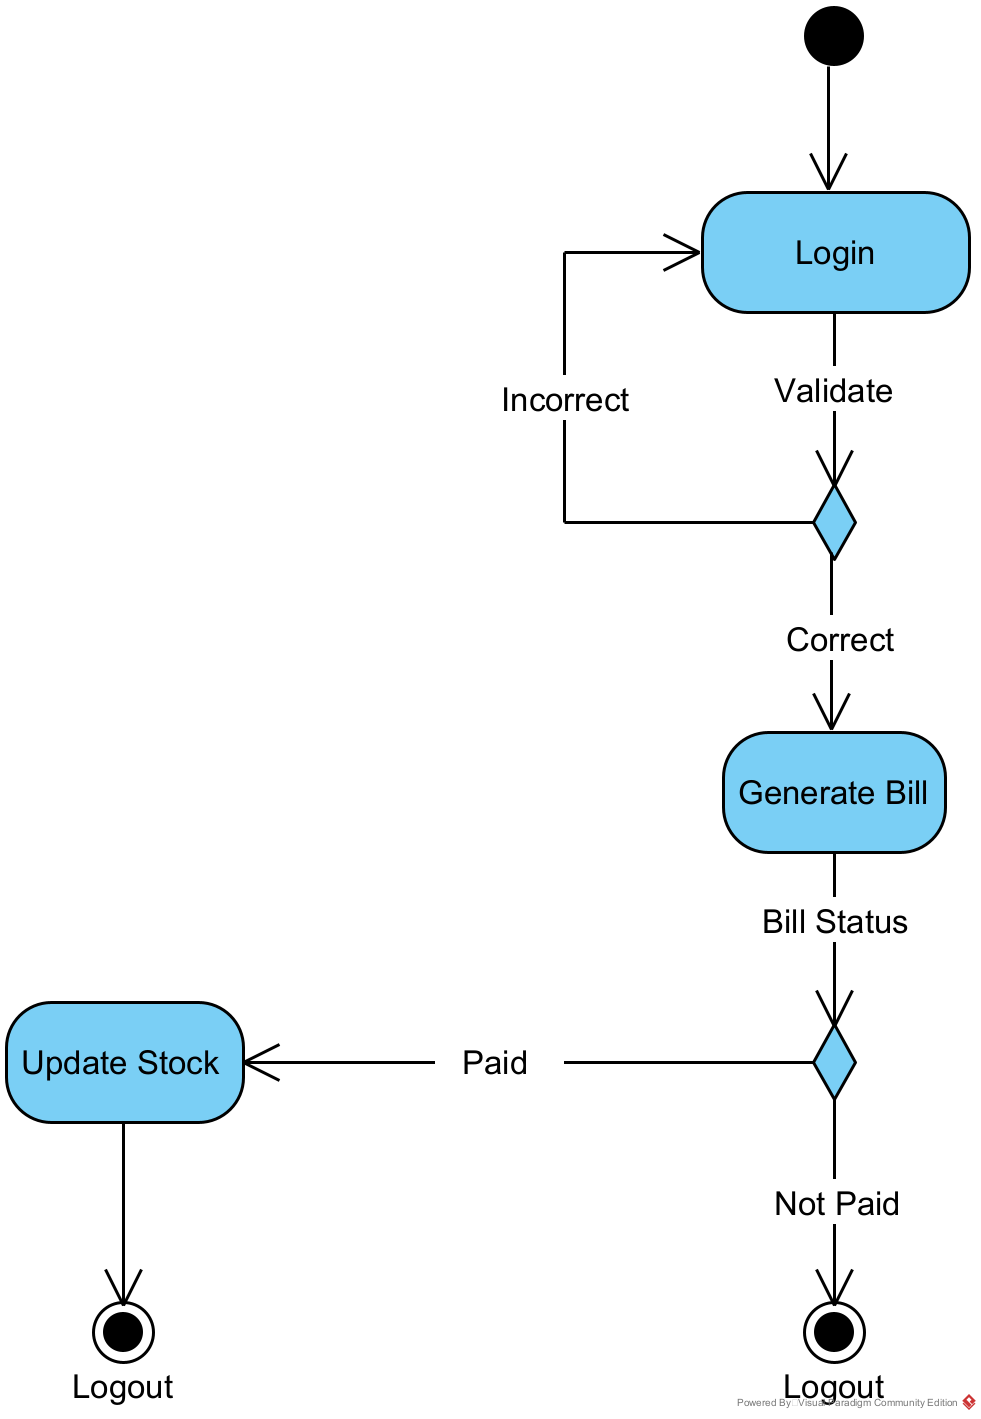 Login
Validate
Incorrect
Correct
Generate Bill
Bill Status
Update Stock
Paid
Not Paid
Logout
Logout
Powered By Visual Paradigm Community Edition